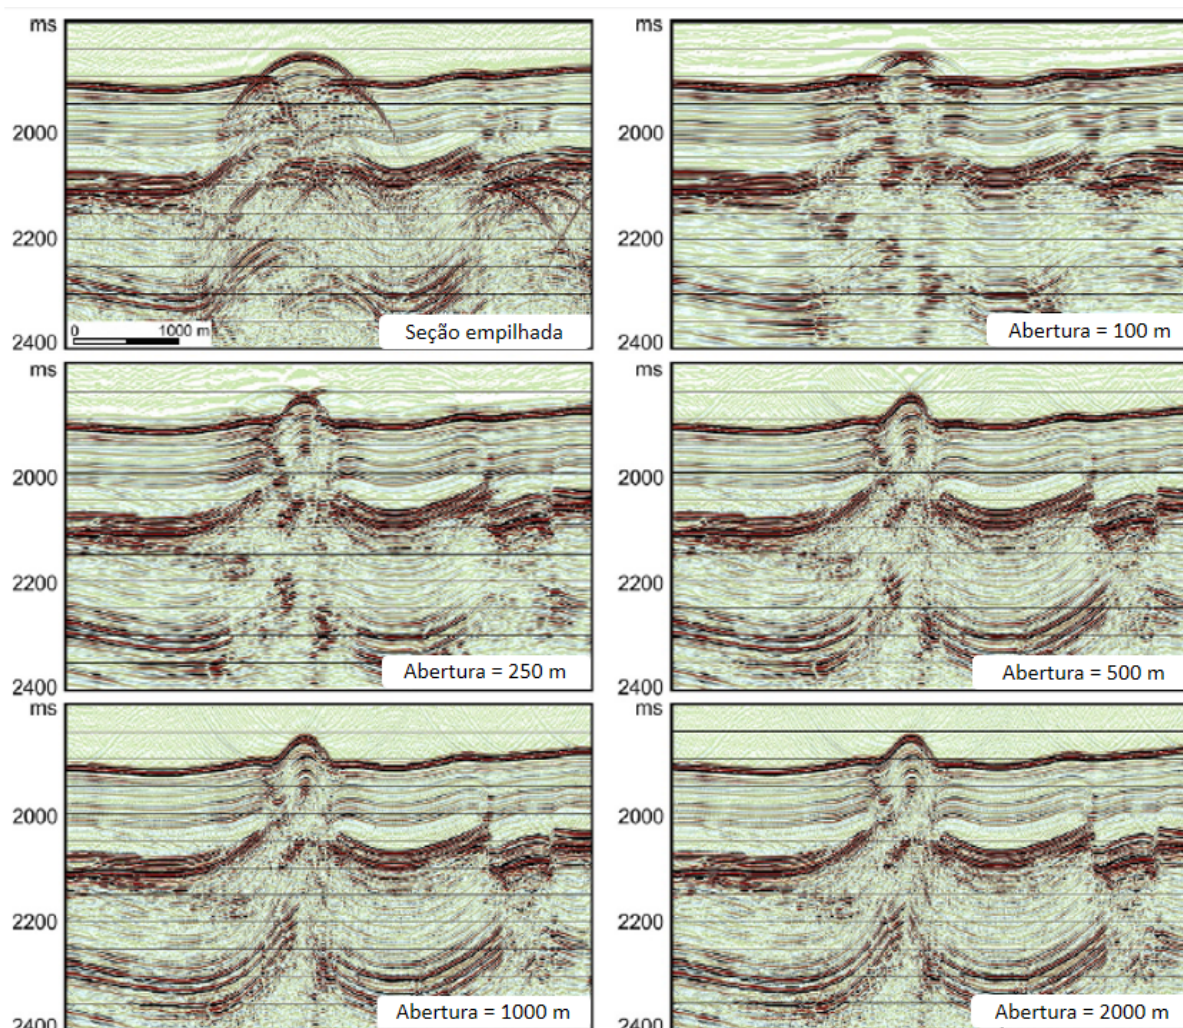 ms
ms
2000
2000
2200
2200
0 1000 m
Seção empilhada
Abertura = 100 m
2400
2400
ms
ms
2000
2000
2200
2200
Abertura = 250 m
Abertura = 500 m
2400
2400
ms
ms
2000
2000
2200
2200
Abertura = 1000 m
Abertura = 2000 m
2400
2400